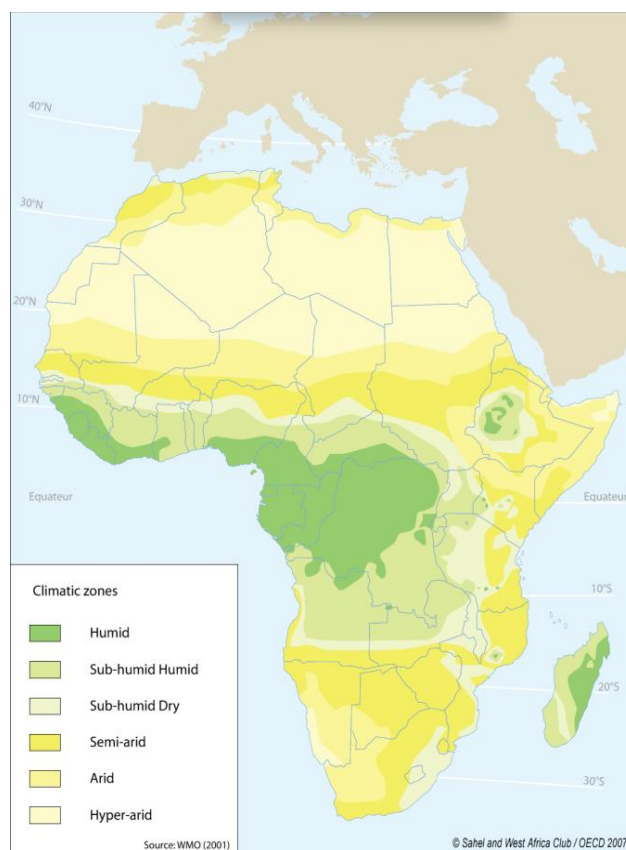 40°N
30°N
20°N
10°N
Equateur
Equateur
10°S
20°S
30°S
Climatic zones
Humid
Sub-humid Humid
Sub-humid Dry
Semi-arid
Arid
Hyper-arid
Source: WMO (2001)
© Sahel and West Africa Club / OECD 2007